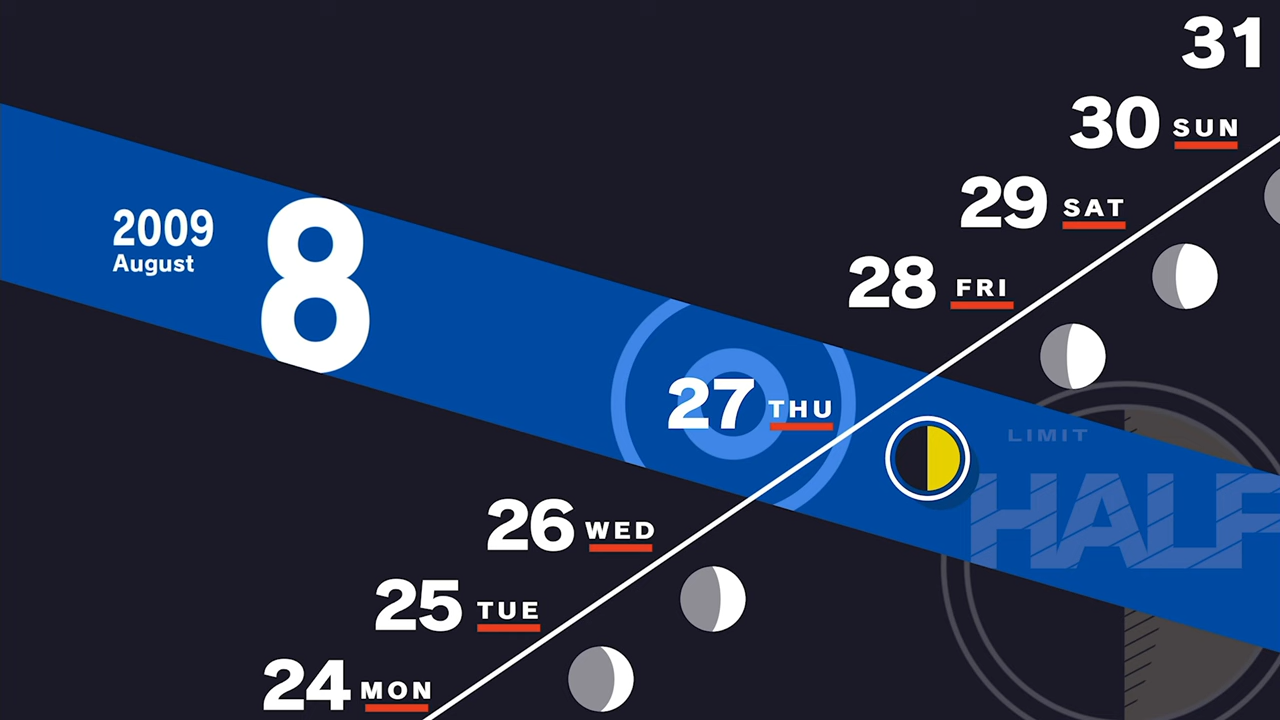 31
30 SUN
29 SAT
28 FRI
2009
August
8
27 THU
LIMIT
HALF
26 WED
25 TUE
24 MON